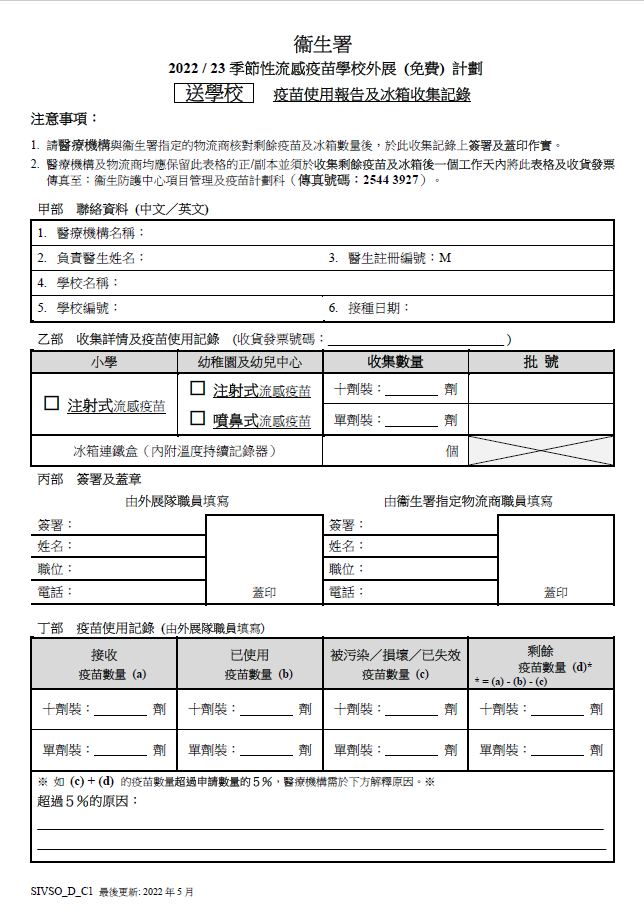 衞生署
2022 / 23 季節性流感疫苗學校外展 (免費) 計劃
送學校 疫苗使用報告及冰箱收集記錄
注意事項：
1. 請醫療機構與衞生署指定的物流商核對剩餘疫苗及冰箱數量後，於此收集記錄上簽署及蓋印作實。
2. 醫療機構及物流商均應保留此表格的正/副本並須於收集剩餘疫苗及冰箱後一個工作天內將此表格及收貨發票
傳真至：衞生防護中心項目管理及疫苗計劃科（傳真號碼：2544 3927）。
甲部 聯絡資料 (中文／英文)
1. 醫療機構名稱：
2. 負責醫生姓名： 3. 醫生註冊編號：M
4. 學校名稱：
5. 學校編號： 6. 接種日期：
乙部 收集詳情及疫苗使用記錄 (收貨發票號碼：__________)
小學 幼稚園及幼兒中心 收集數量 批 號
☐ 注射式流感疫苗 ☐ 注射式流感疫苗 十劑裝：________ 劑
☐ 噴鼻式流感疫苗 單劑裝：________ 劑
冰箱連鐵盒（內附溫度持續記錄器） 個
丙部 簽署及蓋章
由外展隊職員填寫 由衞生署指定物流商職員填寫
簽署： 簽署：
姓名： 姓名：
職位： 職位：
電話： 蓋印 電話： 蓋印
丁部 疫苗使用記錄 (由外展隊職員填寫)
接收 已使用 被污染／損壞／已失效 剩餘
疫苗數量 (a) 疫苗數量 (b) 疫苗數量 (c) 疫苗數量 (d)*
* = (a) - (b) - (c)
十劑裝：________ 劑 十劑裝：________ 劑 十劑裝：________ 劑 十劑裝：________ 劑
單劑裝：________ 劑 單劑裝：________ 劑 單劑裝：________ 劑 單劑裝：________ 劑
※ 如 (c) + (d) 的疫苗數量超過申請數量的５%，醫療機構需於下方解釋原因。※
超過５%的原因：
SIVSO_D_C1 最後更新: 2022 年 5 月